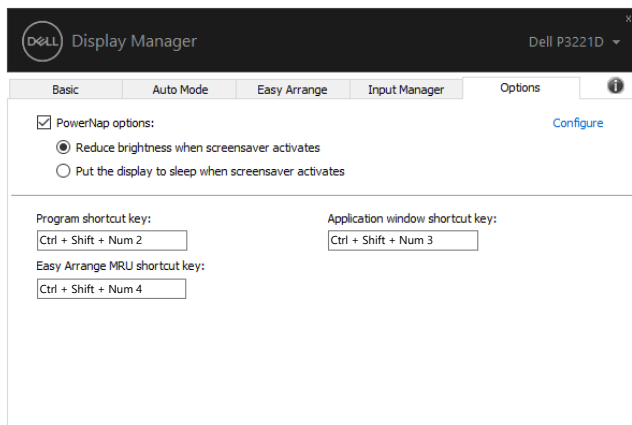 DELL Display Manager
Dell P3221D
x
Basic Auto Mode Easy Arrange Input Manager Options i
PowerNap options: Configure
Reduce brightness when screensaver activates
Put the display to sleep when screensaver activates
Program shortcut key: Application window shortcut key:
Ctrl + Shift + Num 2 Ctrl + Shift + Num 3
Easy Arrange MRU shortcut key:
Ctrl + Shift + Num 4